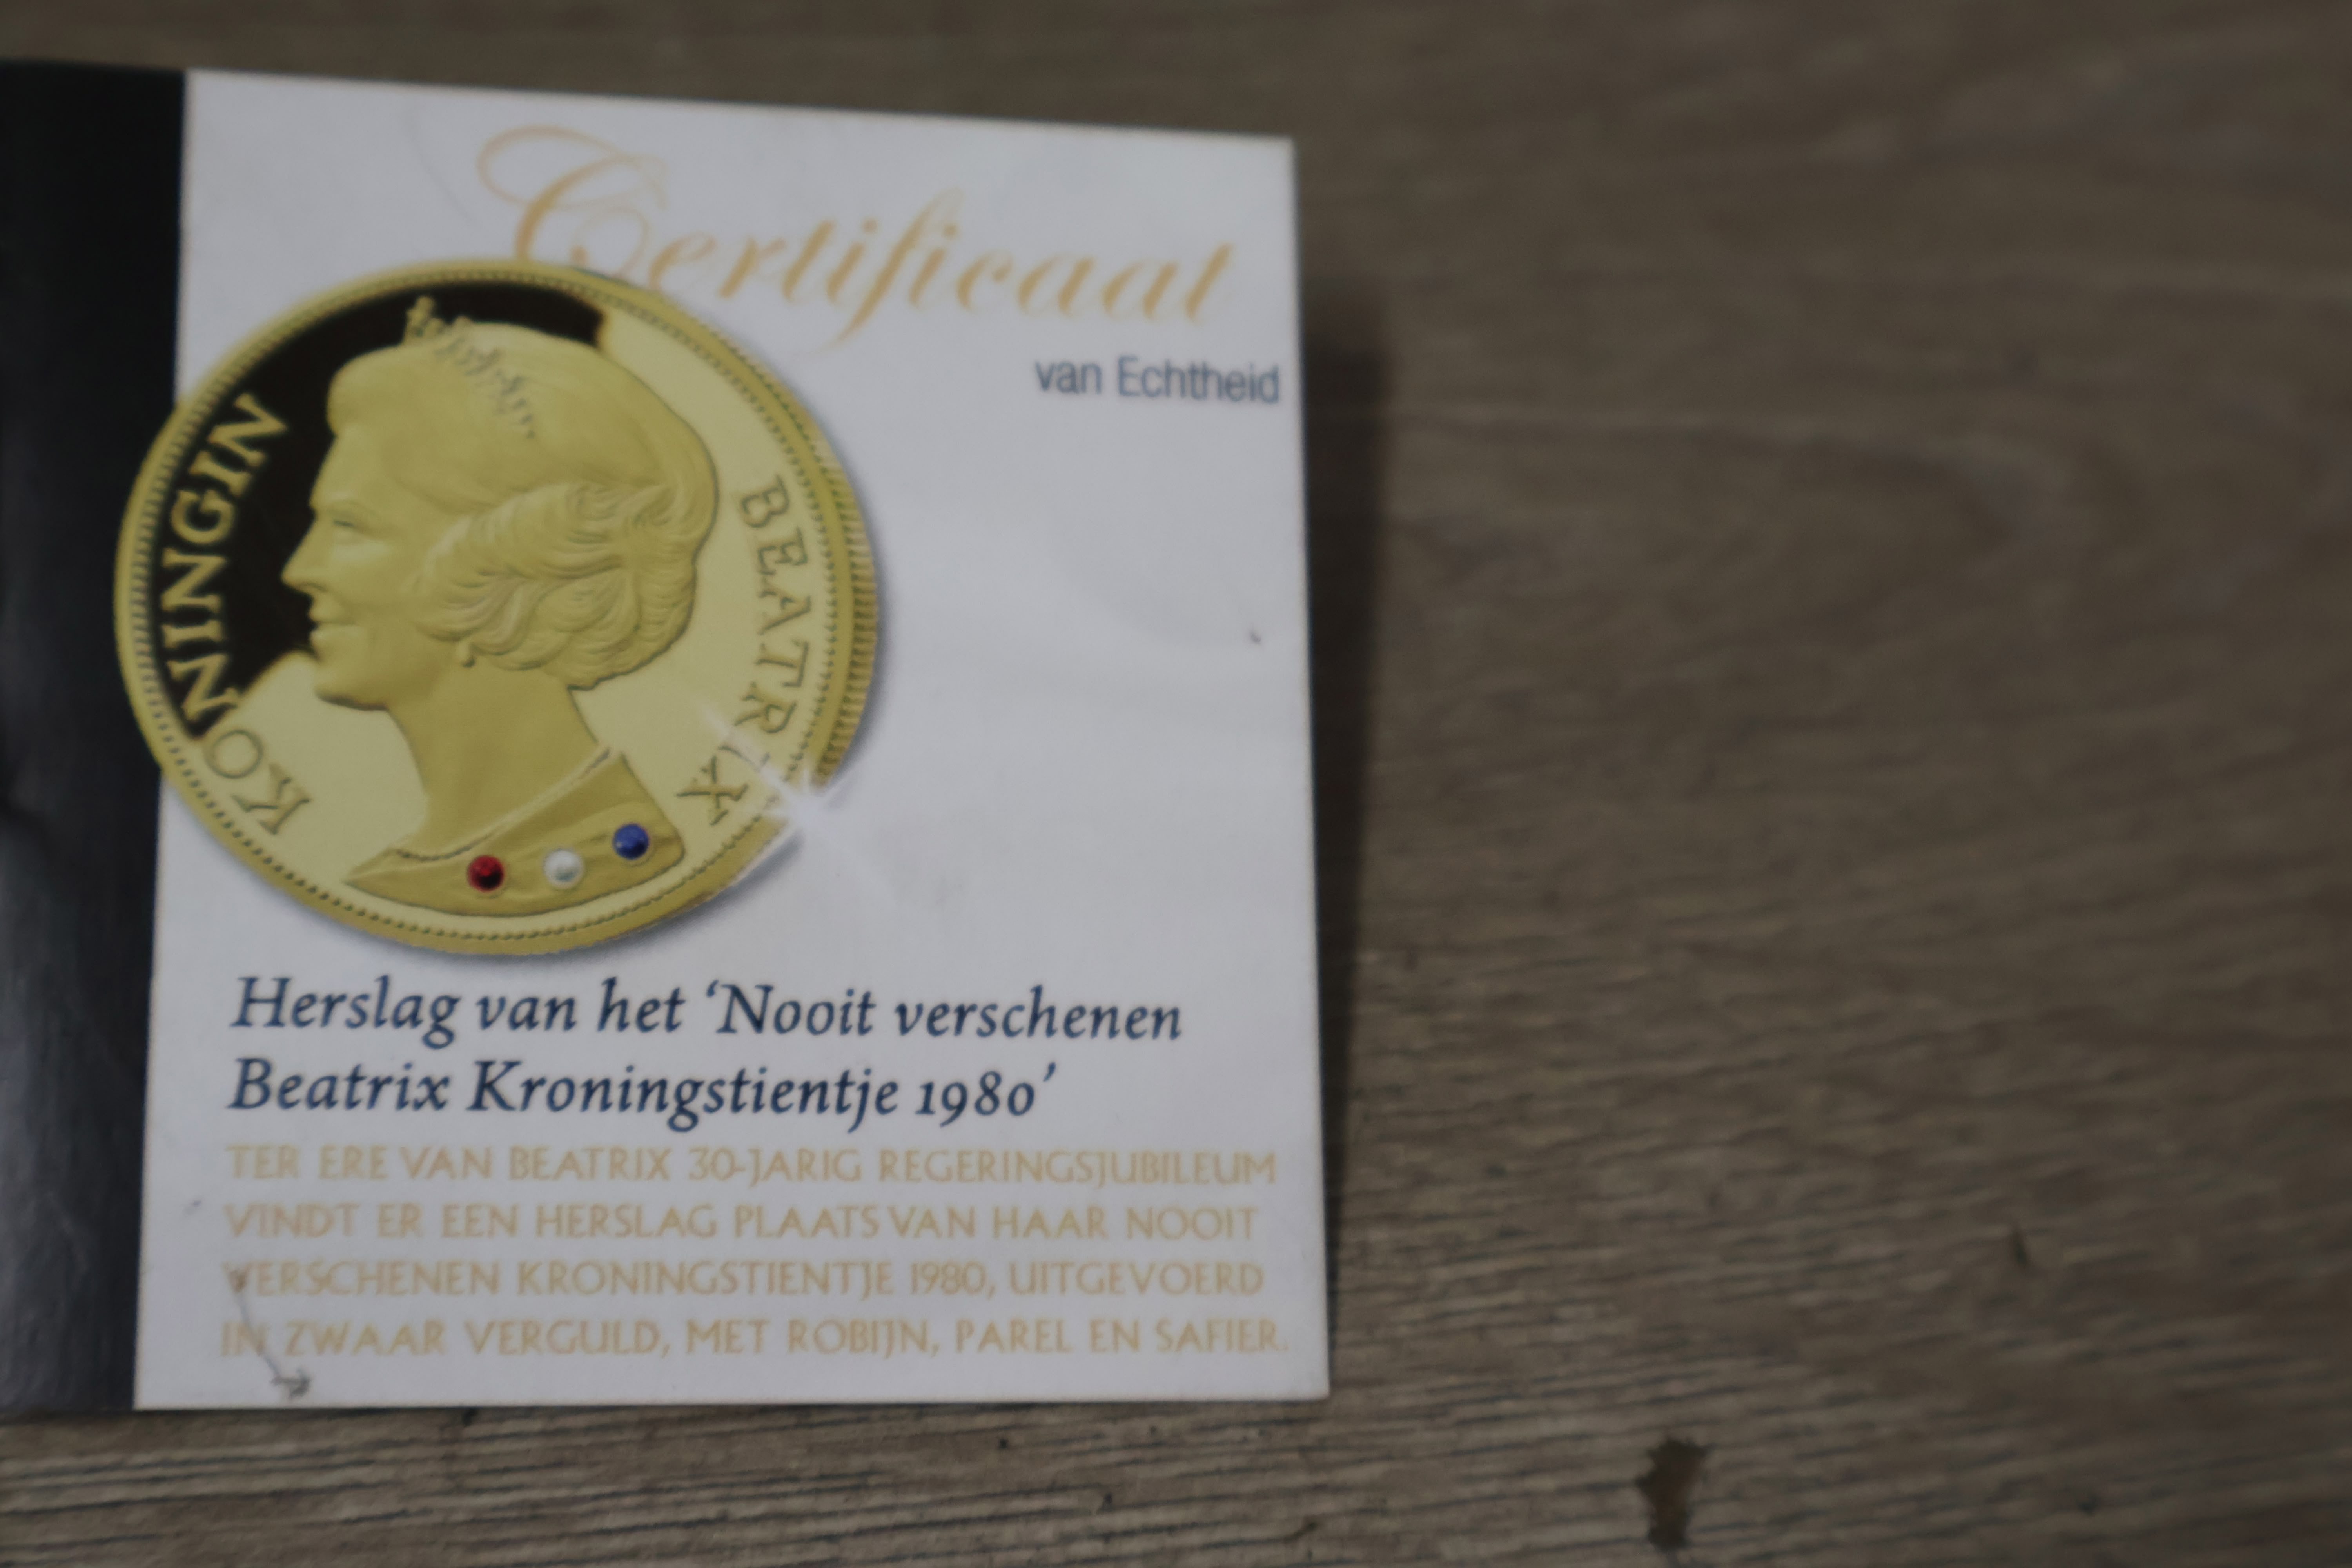 Certificaat
van Echtheid
KONINGIN
BEATRIX
Herslag van het ‘Nooit verschenen
Beatrix Kroningstientje 1980’
TER ERE VAN BEATRIX 30-JARIG REGERINGSJUBILEUM
VINDT ER EEN HERSLAG PLAATS VAN HAAR NOOIT
VERSCHENEN KRONINGSTIENTJE 1980, UITGEVOERD
IN ZWAAR VERGULD, MET ROBIJN, PAREL EN SAFIER.